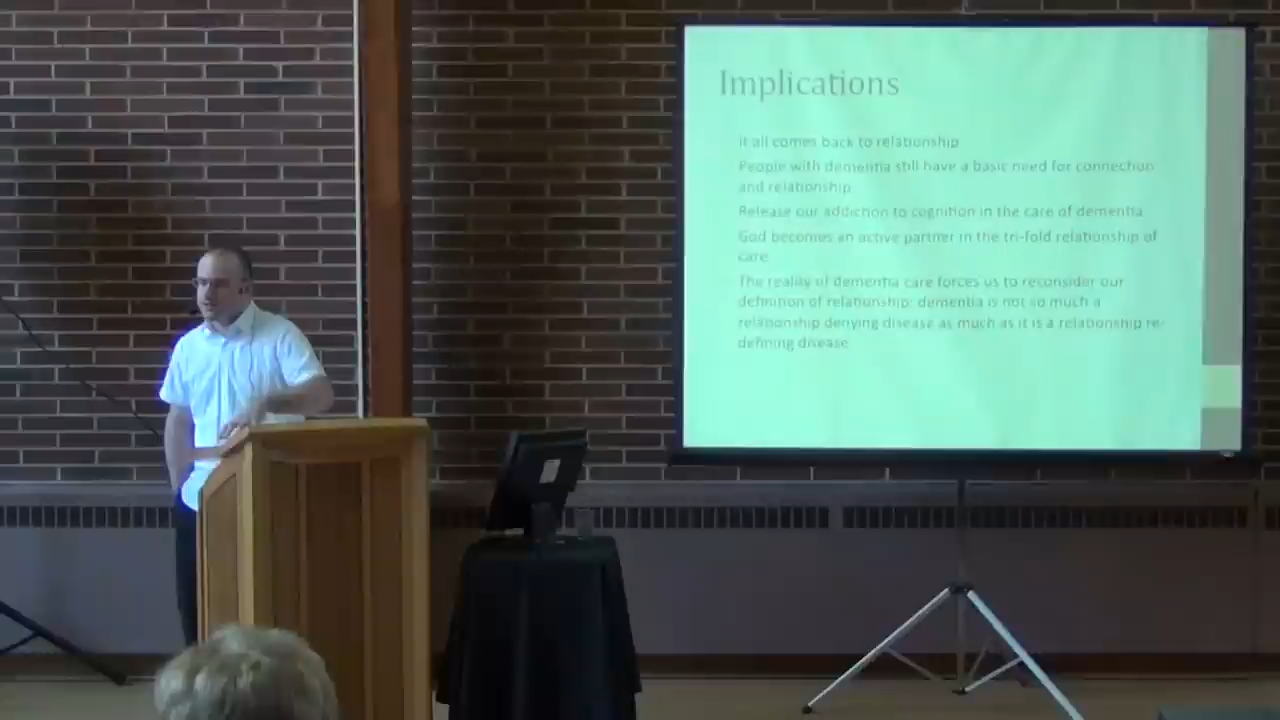 Implications
It all comes back to relationship
People with dementia still have a basic need for connection
and relationship
Release our addiction to cognition in the care of dementia
God becomes an active partner in the tri-fold relationship of
care
The reality of dementia care forces us to reconsider our
definition of relationship: dementia is not so much a
relationship denying disease as much as it is a relationship re-
defining disease